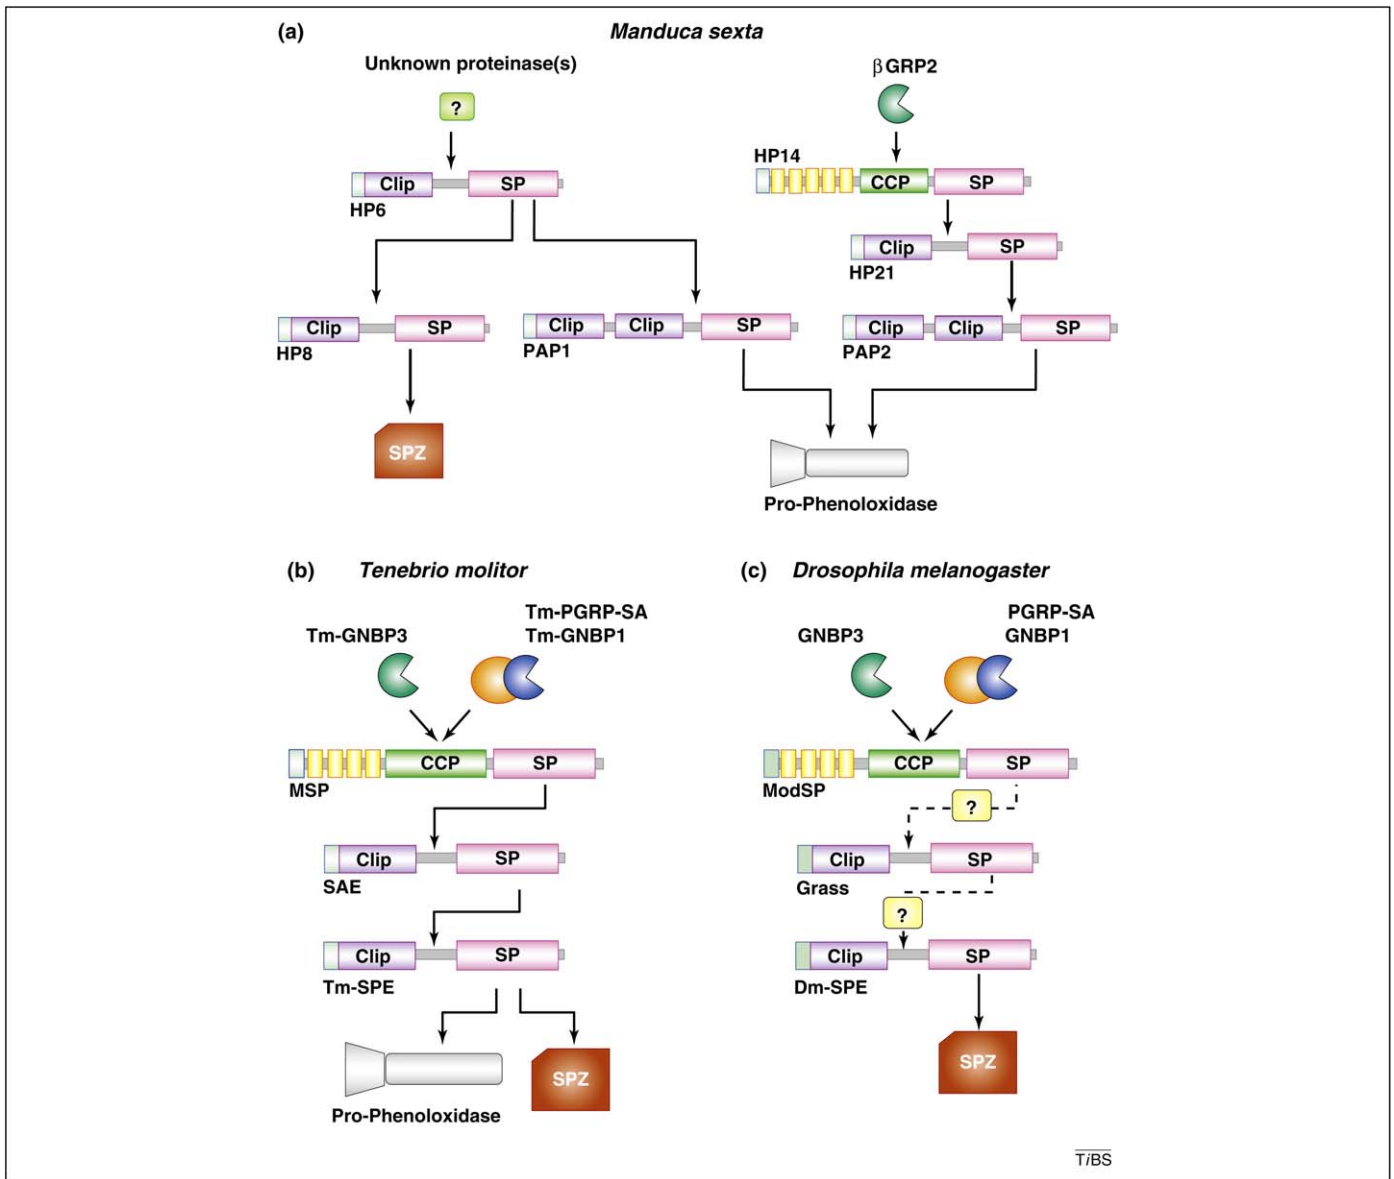 (a) Manduca sexta
Unknown proteinase(s)
βGRP2
?
HP14
Clip SP
CCP SP
HP6
Clip SP
HP21
Clip SP
Clip Clip SP
Clip Clip SP
HP8
PAP1
PAP2
SPZ
Pro-Phenoloxidase
(b) Tenebrio molitor
(c) Drosophila melanogaster
Tm-GNBP3
Tm-PGRP-SA
Tm-GNBP1
GNBP3
PGRP-SA
GNBP1
CCP SP
MSP
CCP SP
ModSP
?
Clip SP
SAE
Clip SP
Grass
?
Clip SP
Tm-SPE
Clip SP
Dm-SPE
SPZ
Pro-Phenoloxidase
SPZ
TiBS